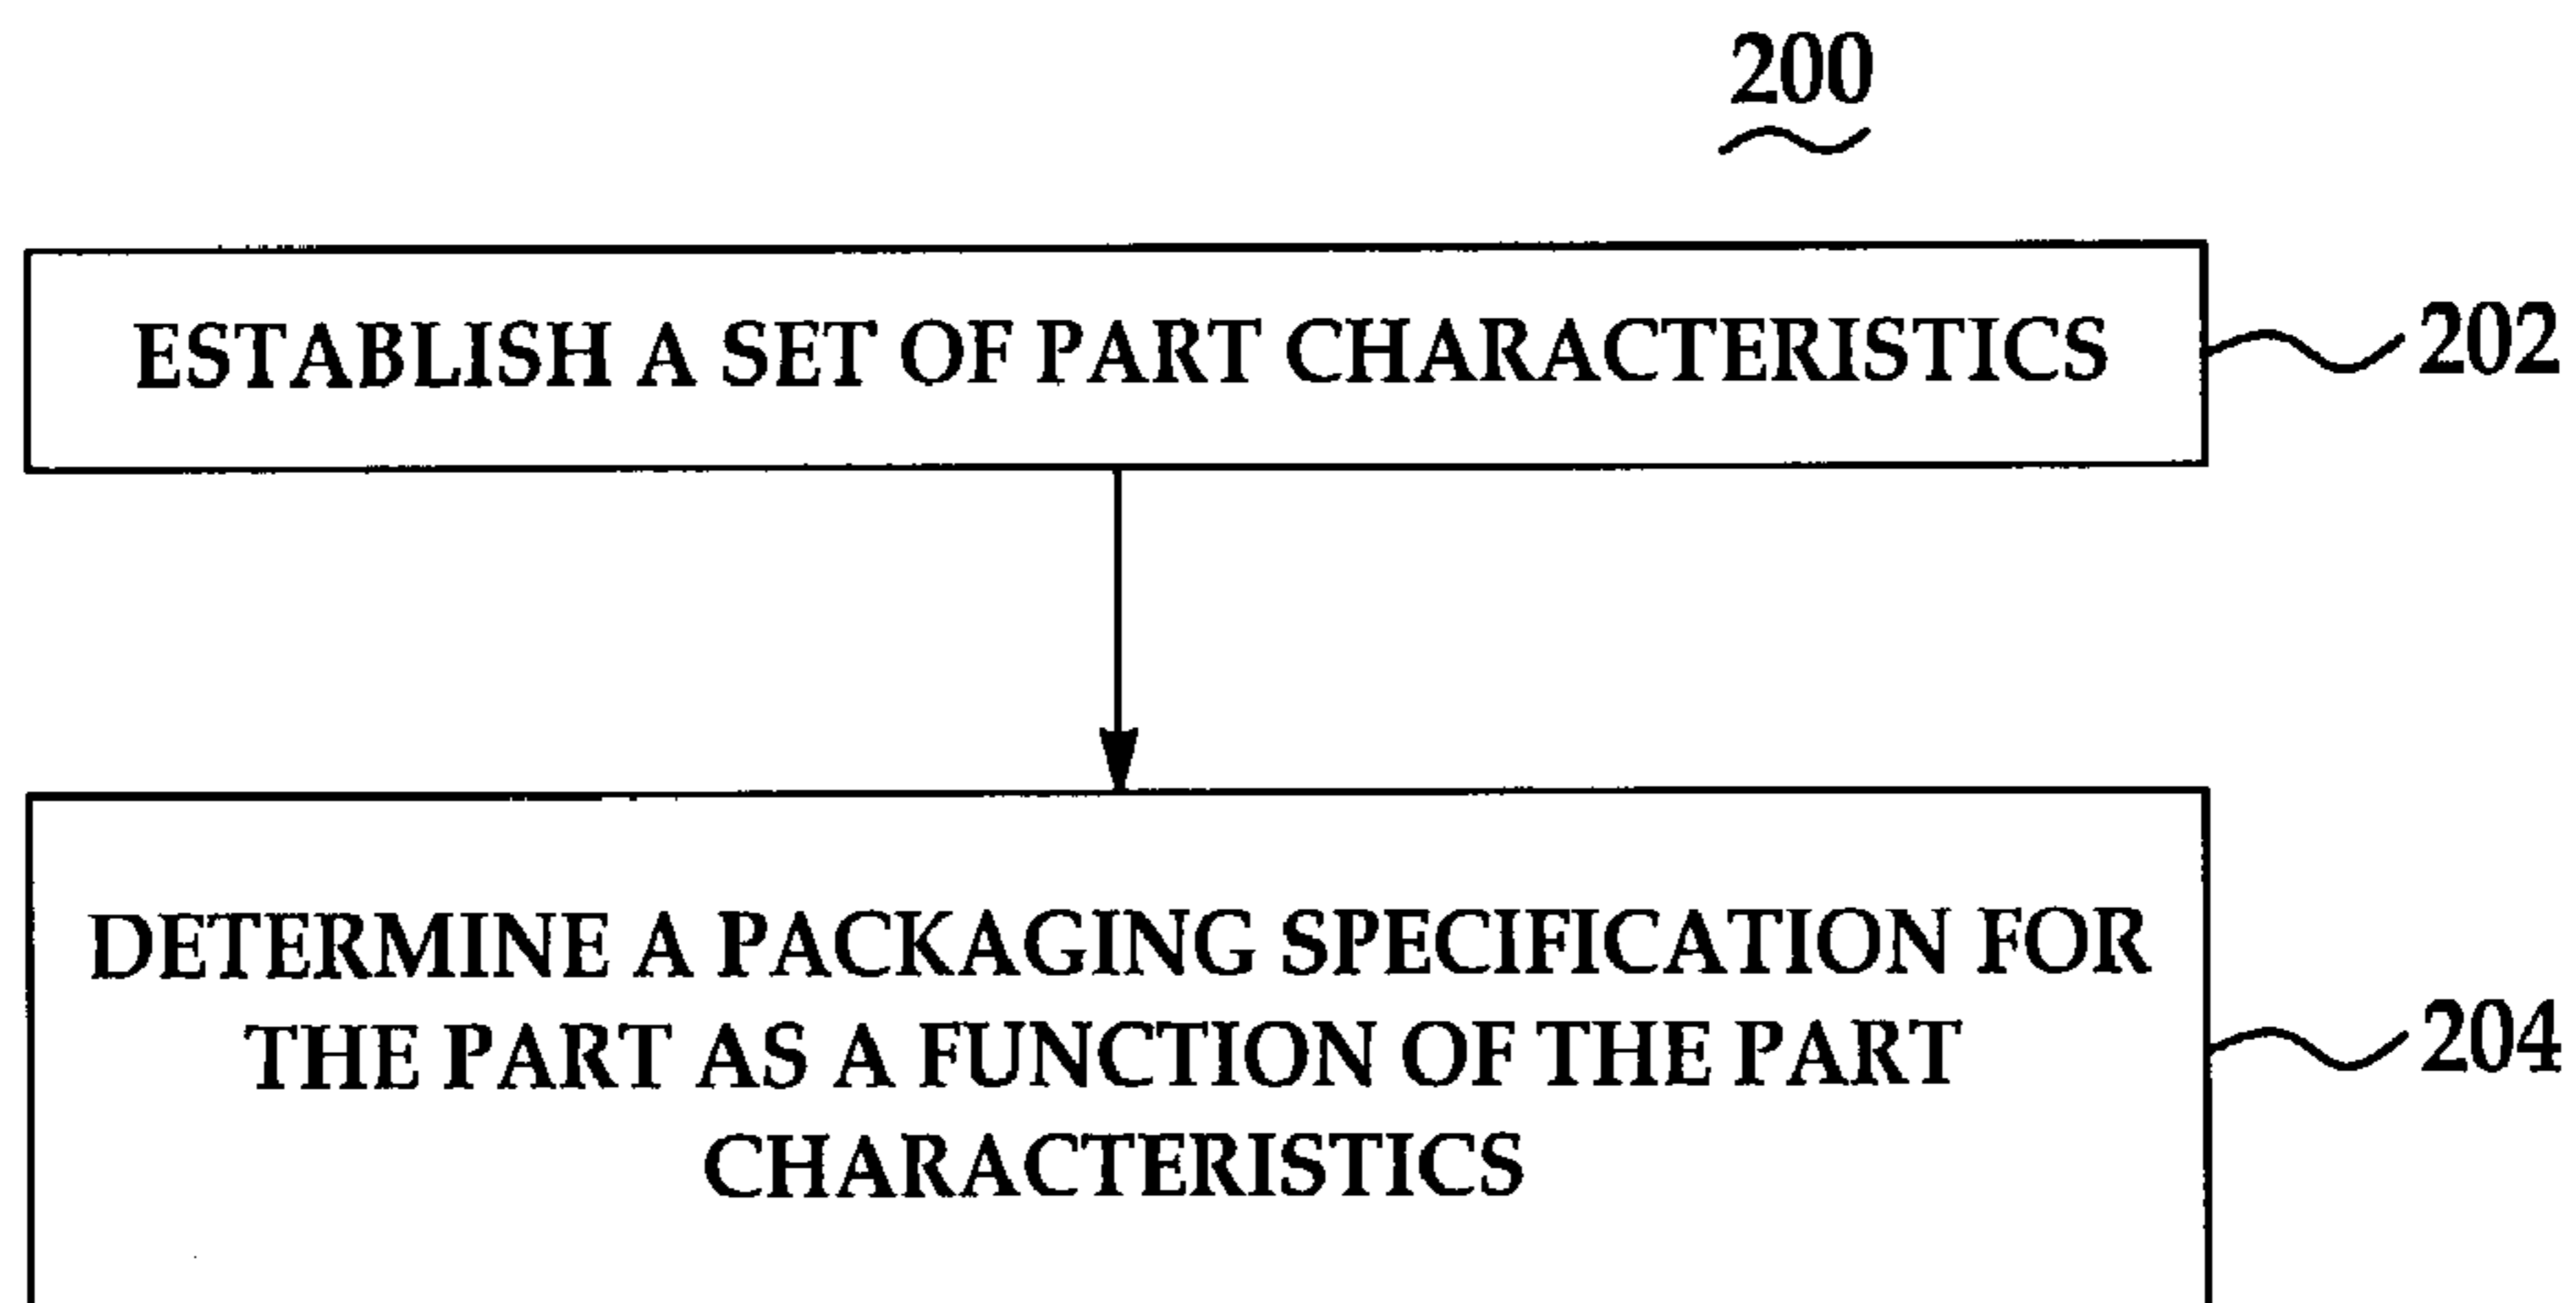 200
ESTABLISH A SET OF PART CHARACTERISTICS
202
DETERMINE A PACKAGING SPECIFICATION FOR
THE PART AS A FUNCTION OF THE PART
CHARACTERISTICS
204